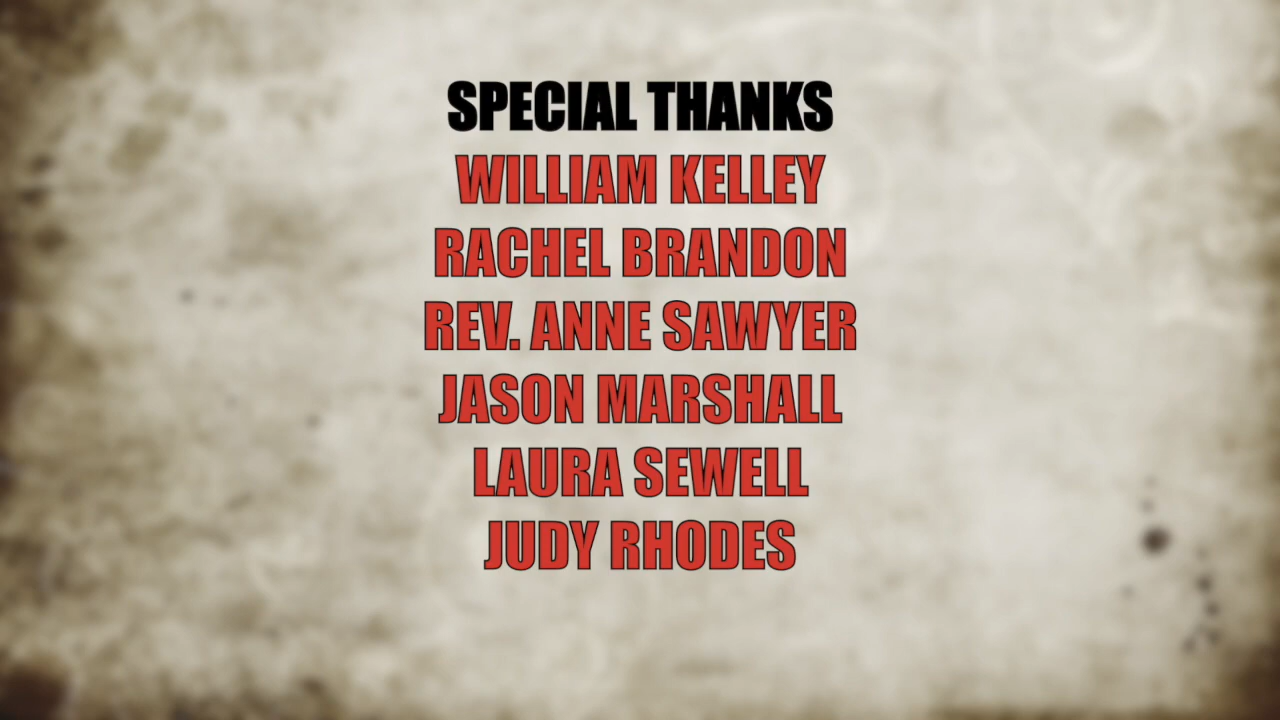 SPECIAL THANKS
WILLIAM KELLEY
RACHEL BRANDON
REV. ANNE SAWYER
JASON MARSHALL
LAURA SEWELL
JUDY RHODES